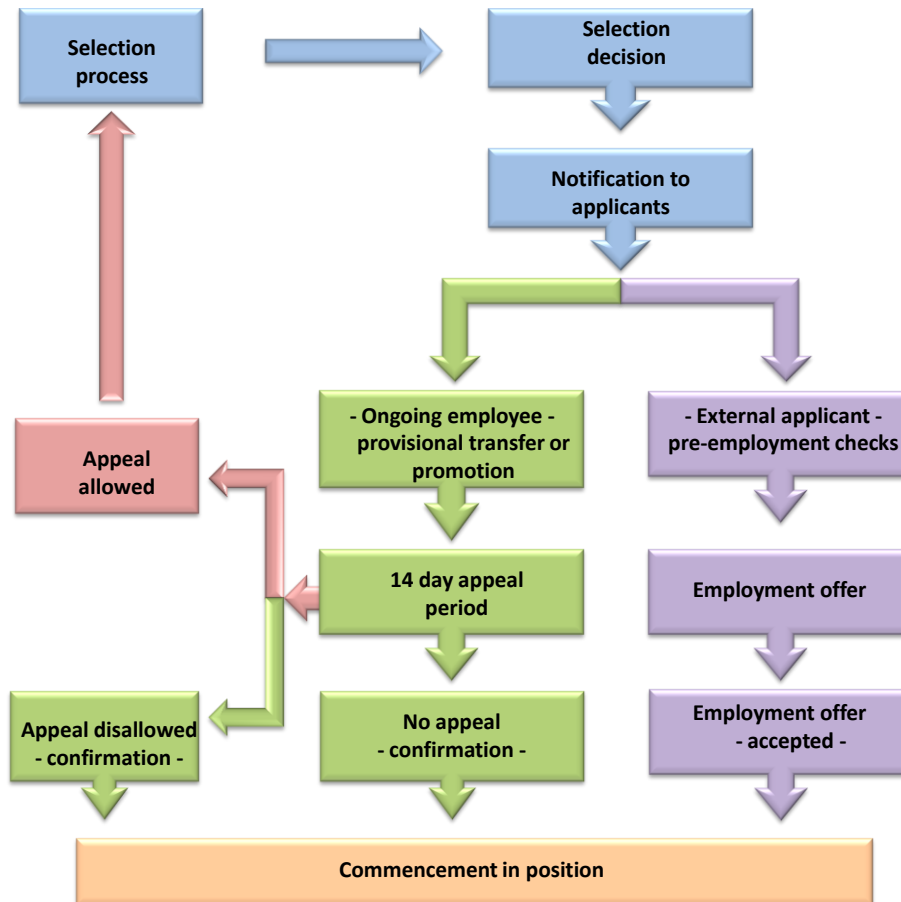 Selection
process
Selection
decision
Notification to
applicants
- Ongoing employee -
provisional transfer or
promotion
- External applicant -
pre-employment checks
Appeal
allowed
14 day appeal
period
Employment offer
Appeal disallowed
- confirmation -
No appeal
- confirmation -
Employment offer
- accepted -
Commencement in position